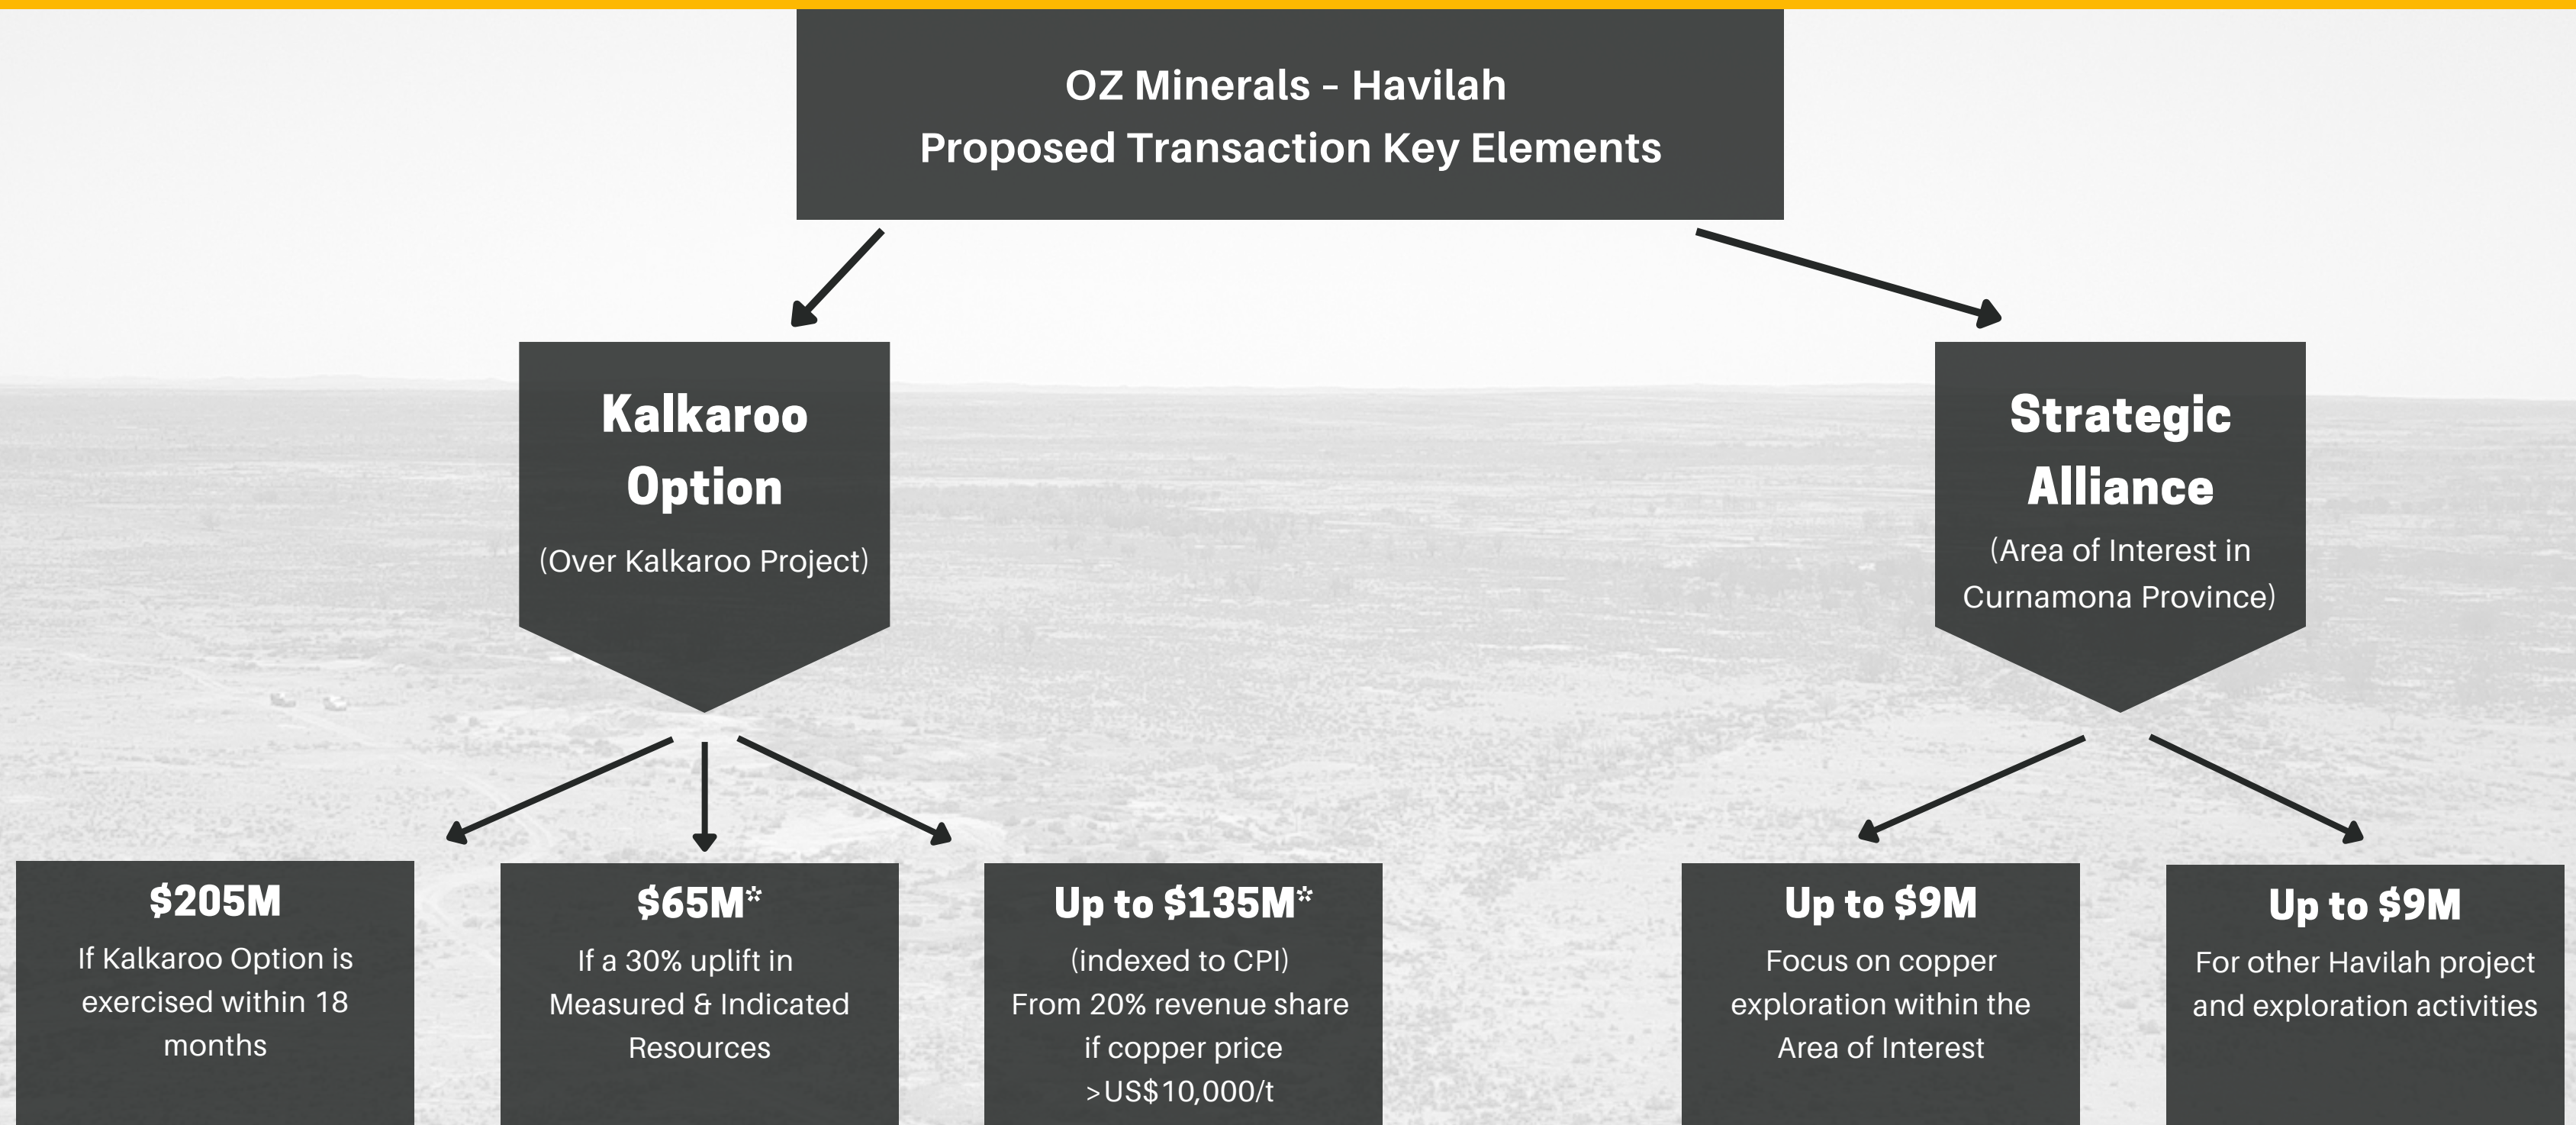 OZ Minerals – Havilah
Proposed Transaction Key Elements
Kalkaroo
Option
(Over Kalkaroo Project)
Strategic
Alliance
(Area of Interest in
Curnamona Province)
$205M
If Kalkaroo Option is
exercised within 18
months
$65M*
If a 30% uplift in
Measured & Indicated
Resources
Up to $135M*
(indexed to CPI)
From 20% revenue share
if copper price
>US$10,000/t
Up to $9M
Focus on copper
exploration within the
Area of Interest
Up to $9M
For other Havilah project
and exploration activities